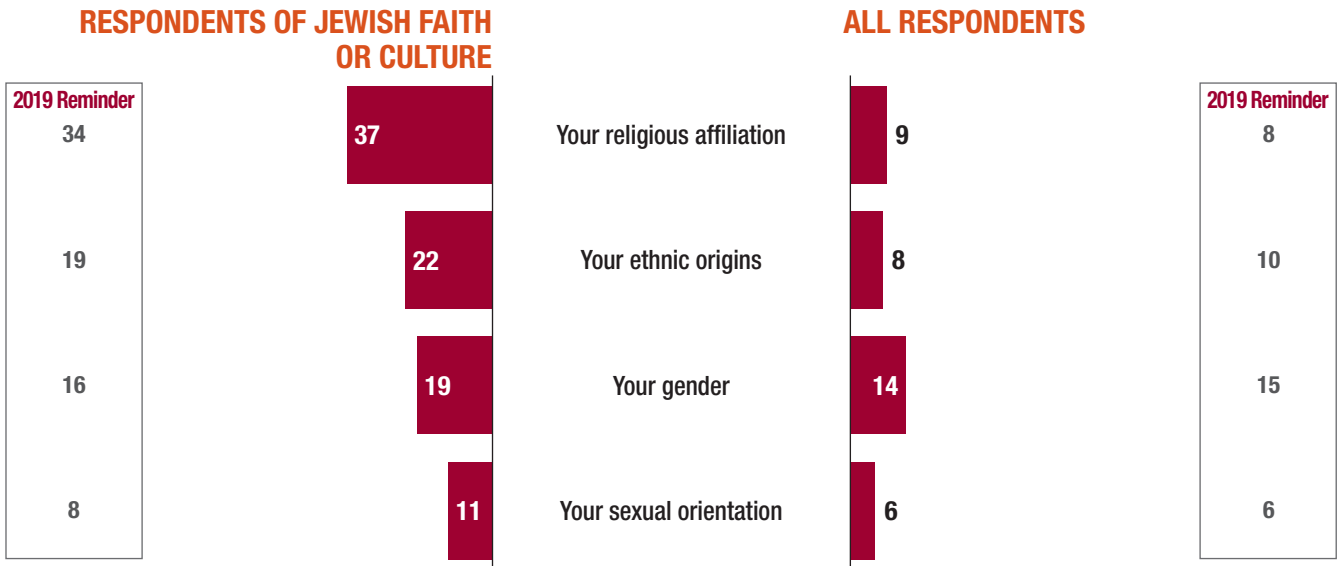 RESPONDENTS OF JEWISH FAITH
OR CULTURE
ALL RESPONDENTS
2019 Reminder
2019 Reminder
34
37
Your religious affiliation
9
8
19
22
Your ethnic origins
8
10
16
19
Your gender
14
15
8
11
Your sexual orientation
6
6